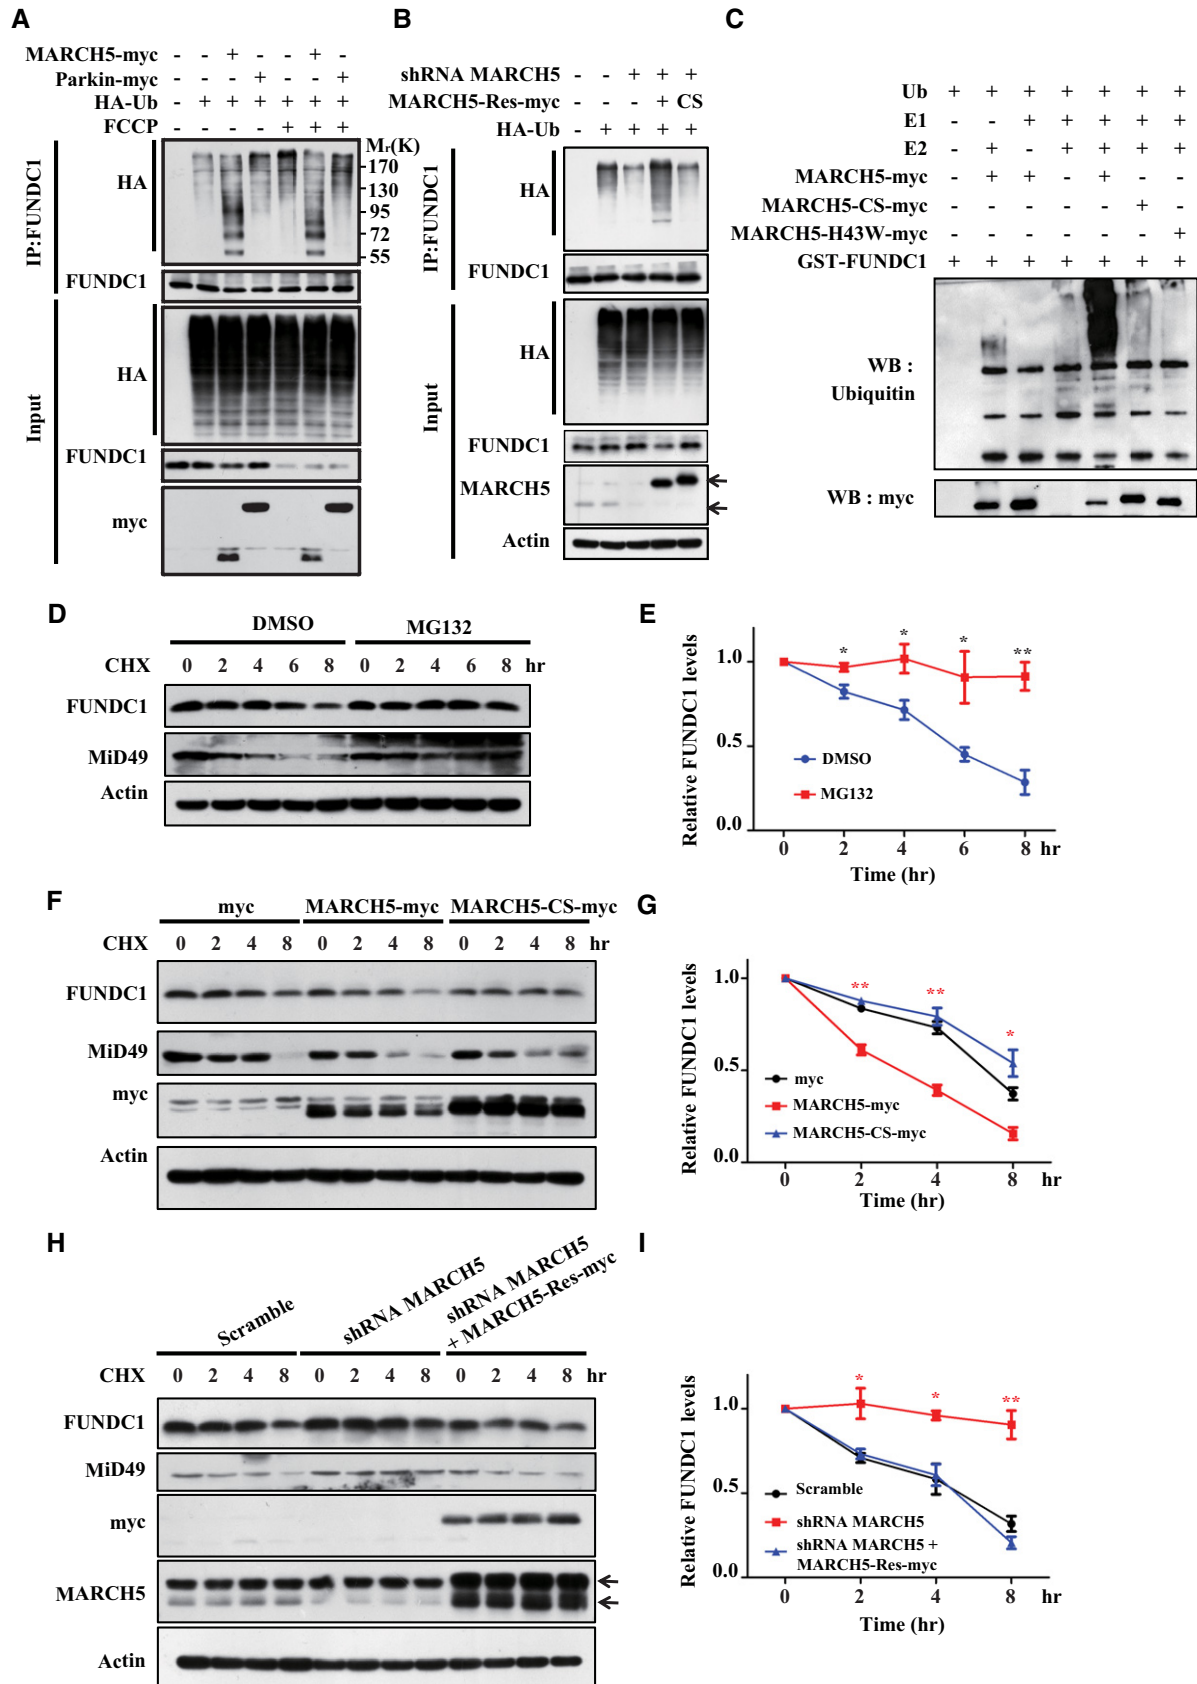 A
MARCH5-myc - - + - - + -
Parkin-myc - - - + - - +
HA-Ub - + + + + + +
FCCP - - - - + + +
Mr(K)
170
130
95
72
55
IP:FUNDC1
HA
FUNDC1
Input
HA
FUNDC1
myc
B
shRNA MARCH5 - - + + +
MARCH5-Res-myc - - - + CS
HA-Ub - + + + +
IP:FUNDC1
HA
FUNDC1
Input
HA
FUNDC1
MARCH5
Actin
C
Ub + + + + + + +
E1 - - + + + + +
E2 - + - + + + +
MARCH5-myc - + + - + - -
MARCH5-CS-myc - - - - - + -
MARCH5-H43W-myc - - - - - - +
GST-FUNDC1 + + + + + + +
WB :
Ubiquitin
WB : myc
D
DMSO MG132
CHX 0 2 4 6 8 0 2 4 6 8 hr
FUNDC1
MiD49
Actin
E
Relative FUNDC1 levels
1.0
0.5
0.0
* * * **
DMSO
MG132
0 2 4 6 8 hr
Time (hr)
F
myc MARCH5-myc MARCH5-CS-myc
CHX 0 2 4 8 0 2 4 8 0 2 4 8 hr
FUNDC1
MiD49
myc
Actin
G
Relative FUNDC1 levels
1.0
0.5
0.0
** ** *
myc
MARCH5-myc
MARCH5-CS-myc
0 2 4 8 hr
Time (hr)
H
Scramble
shRNA MARCH5
shRNA MARCH5
+ MARCH5-Res-myc
CHX 0 2 4 8 0 2 4 8 0 2 4 8 hr
FUNDC1
MiD49
myc
MARCH5
Actin
I
Relative FUNDC1 levels
1.0
0.5
0.0
* * **
Scramble
shRNA MARCH5
shRNA MARCH5 +
MARCH5-Res-myc
0 2 4 8 hr
Time (hr)